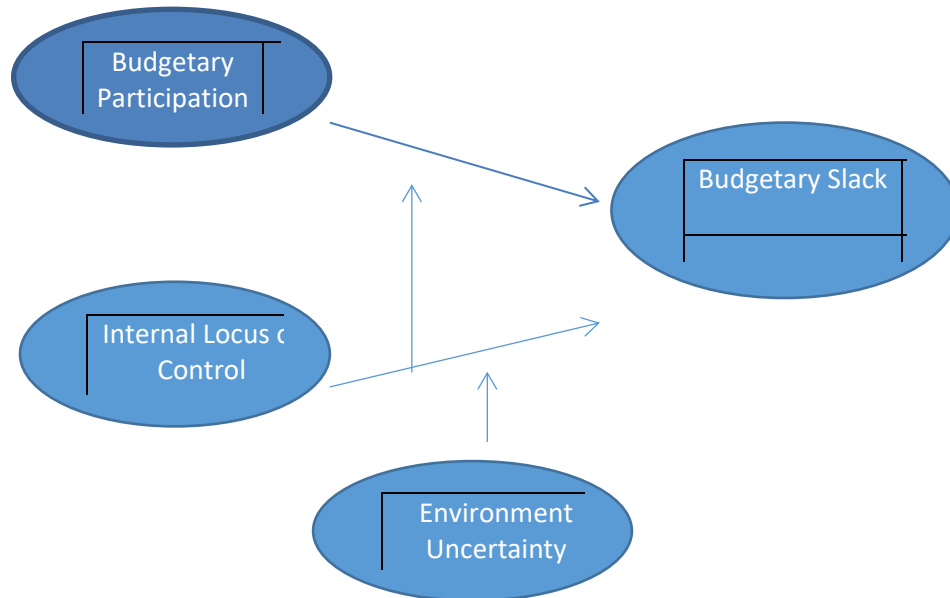 Budgetary
Participation
Budgetary Slack
Internal Locus c
Control
Environment
Uncertainty